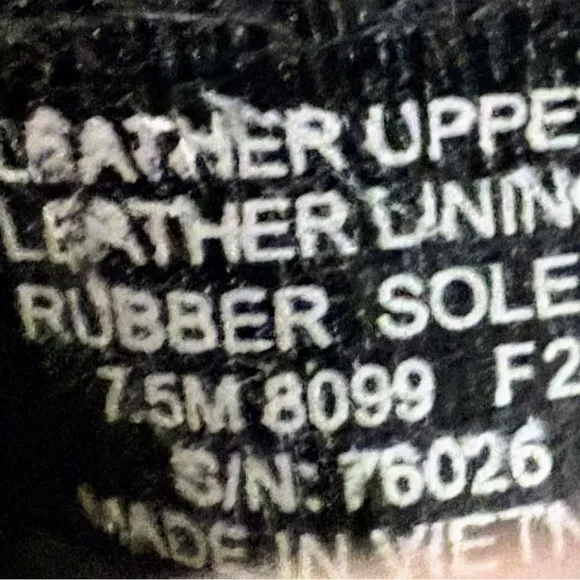 LEATHER UPPE
LEATHER LINING
RUBBER SOLE
7.5M 8099 F2
S/N: 76026
MADE IN VIETN